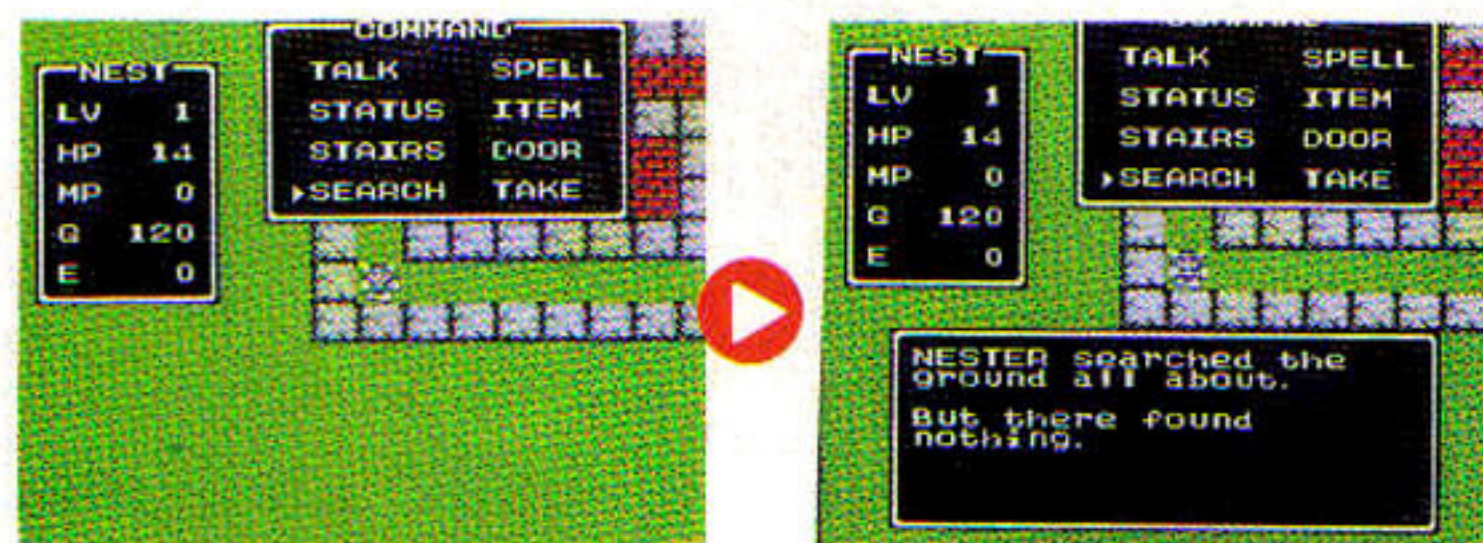 COMMAND
NEST
TALK SPELL
LV 1
STATUS ITEM
HP 14
STAIRS DOOR
MP 0
SEARCH TAKE
G 120
E 0
COMMAND
NEST
TALK SPELL
LV 1
STATUS ITEM
HP 14
STAIRS DOOR
MP 0
SEARCH TAKE
G 120
E 0
NESTER searched the
ground all about.
But there found
nothing.